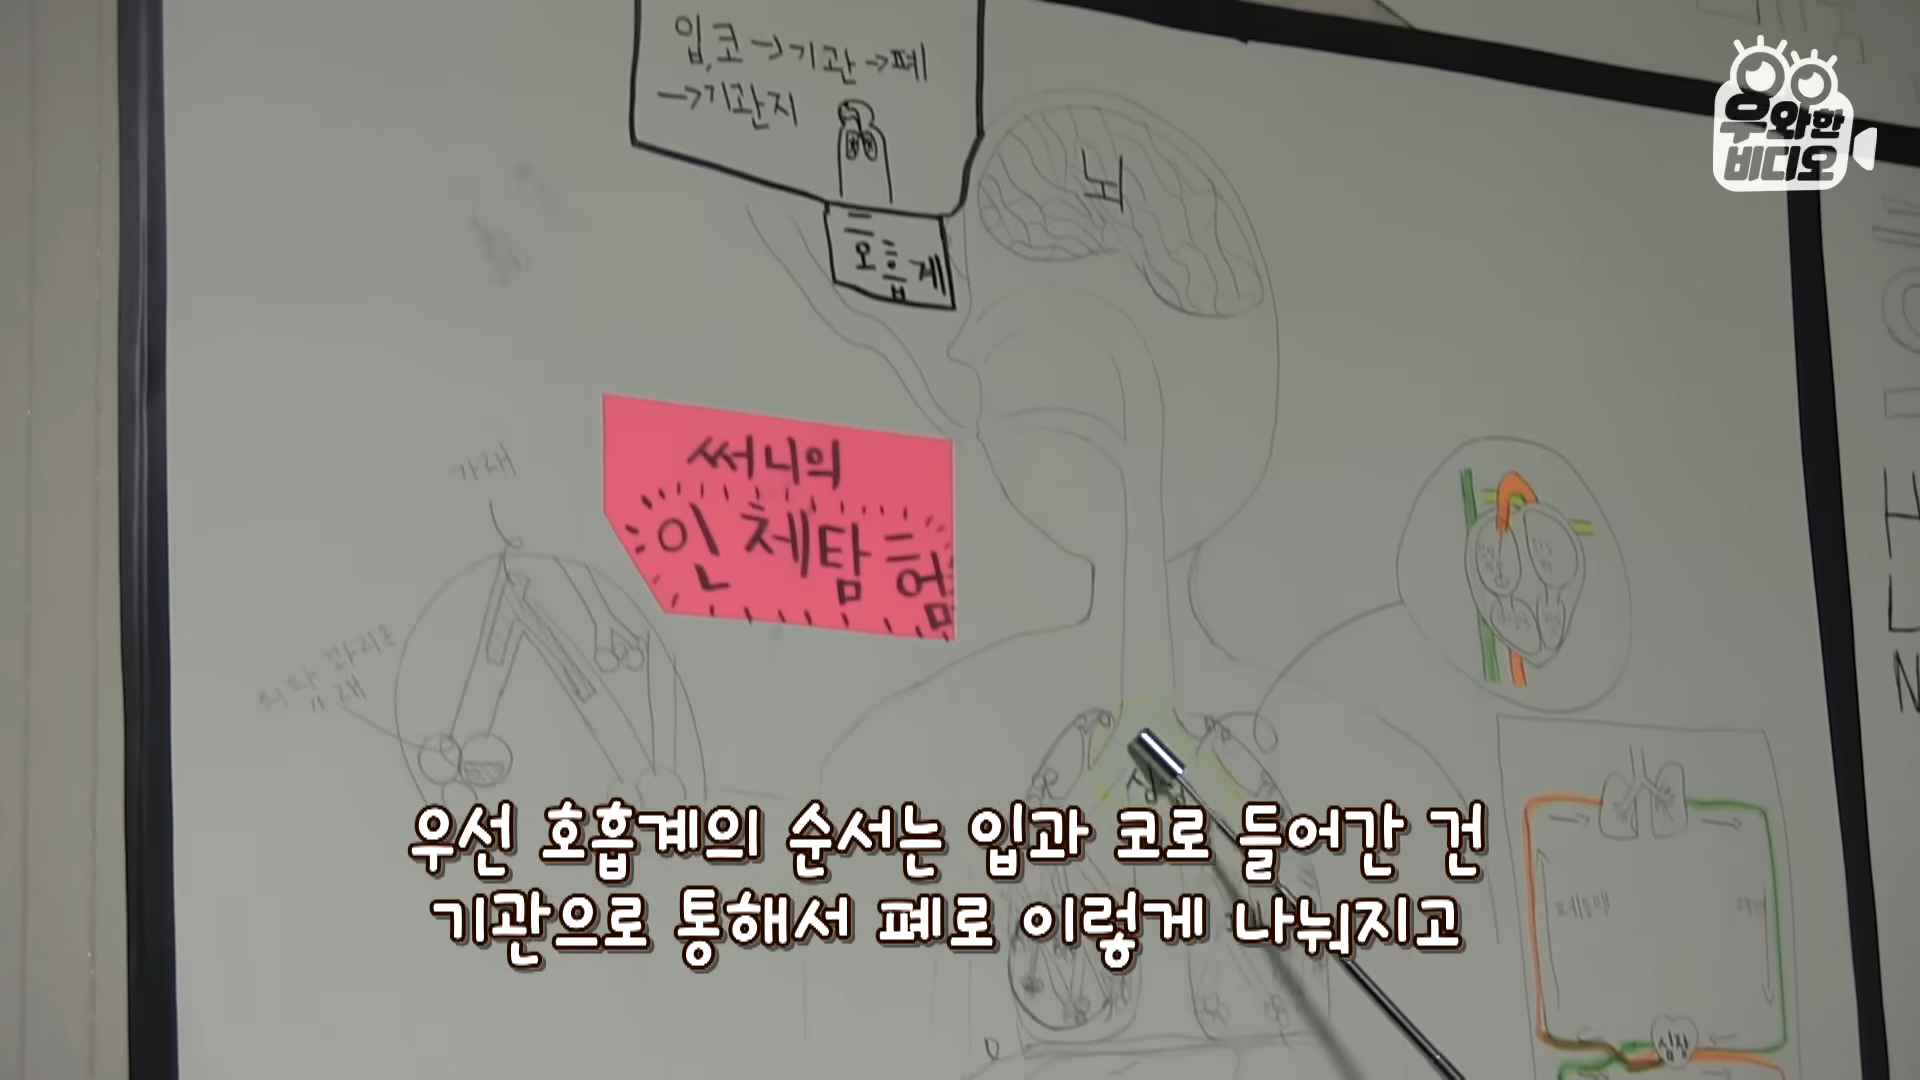 입,코→기관→폐
→기관지
호흡계
뇌
우와한
비디오
써니의
인체탐험
가래
가래
심장
우선 호흡계의 순서는 입과 코로 들어간 건
기관으로 통해서 폐로 이렇게 나눠지고